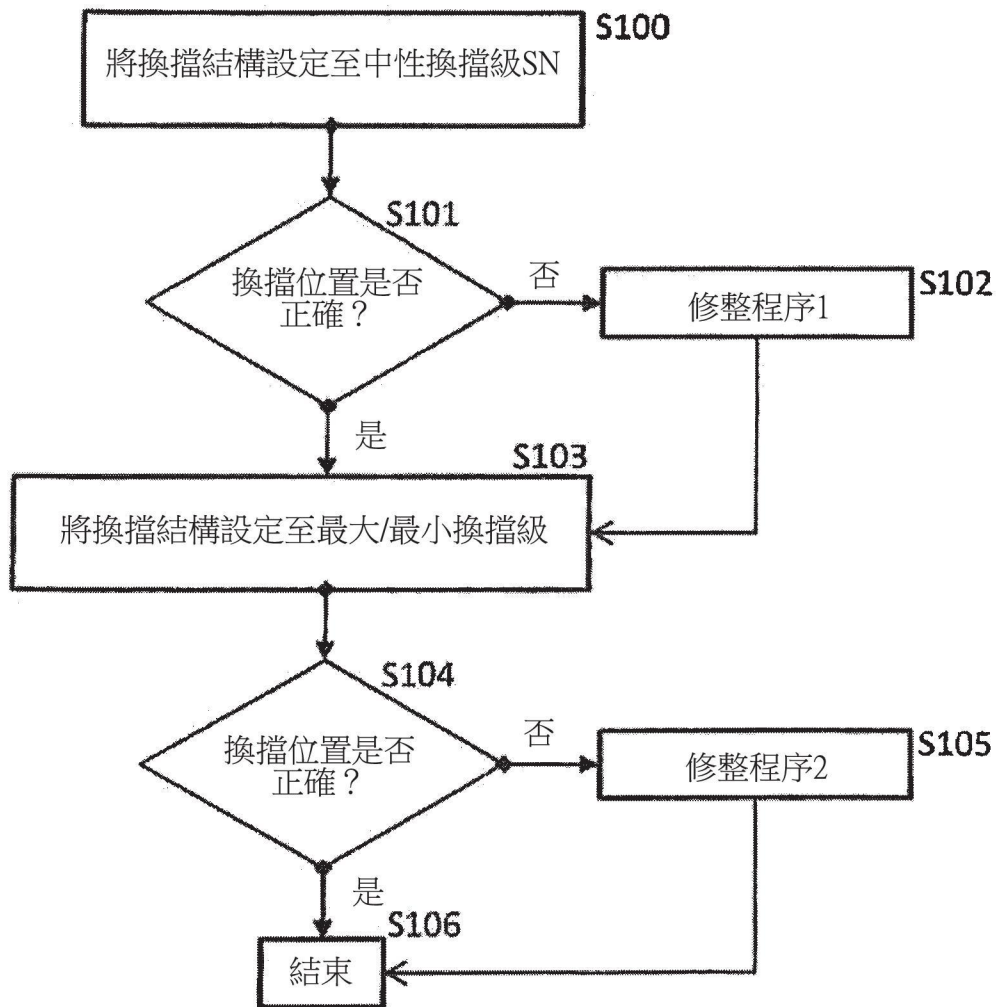 S100
將換擋結構設定至中性換擋級SN
S101
換擋位置是否
正確？
否
S102
修整程序1
是
S103
將換擋結構設定至最大/最小換擋級
S104
換擋位置是否
正確？
否
S105
修整程序2
是
S106
結束